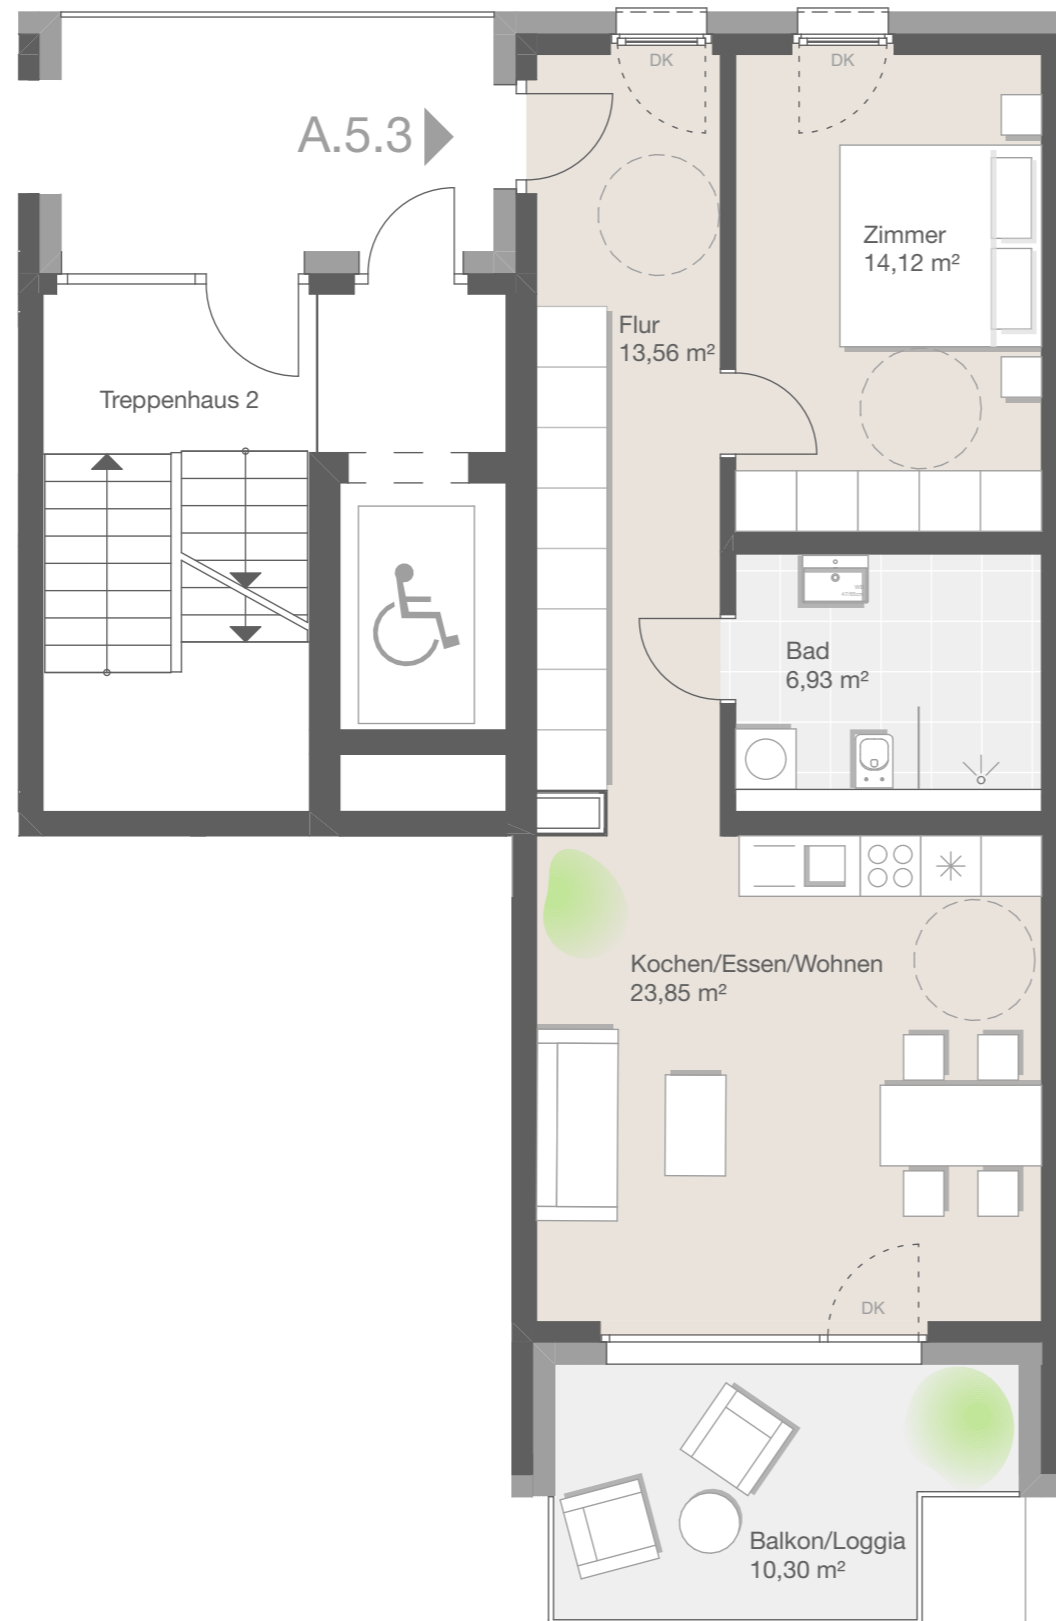 DK
DK
A.5.3
Zimmer
14,12 m²
Flur
13,56 m²
Treppenhaus 2
Bad
6,93 m²
Kochen/Essen/Wohnen
23,85 m²
DK
Balkon/Loggia
10,30 m²